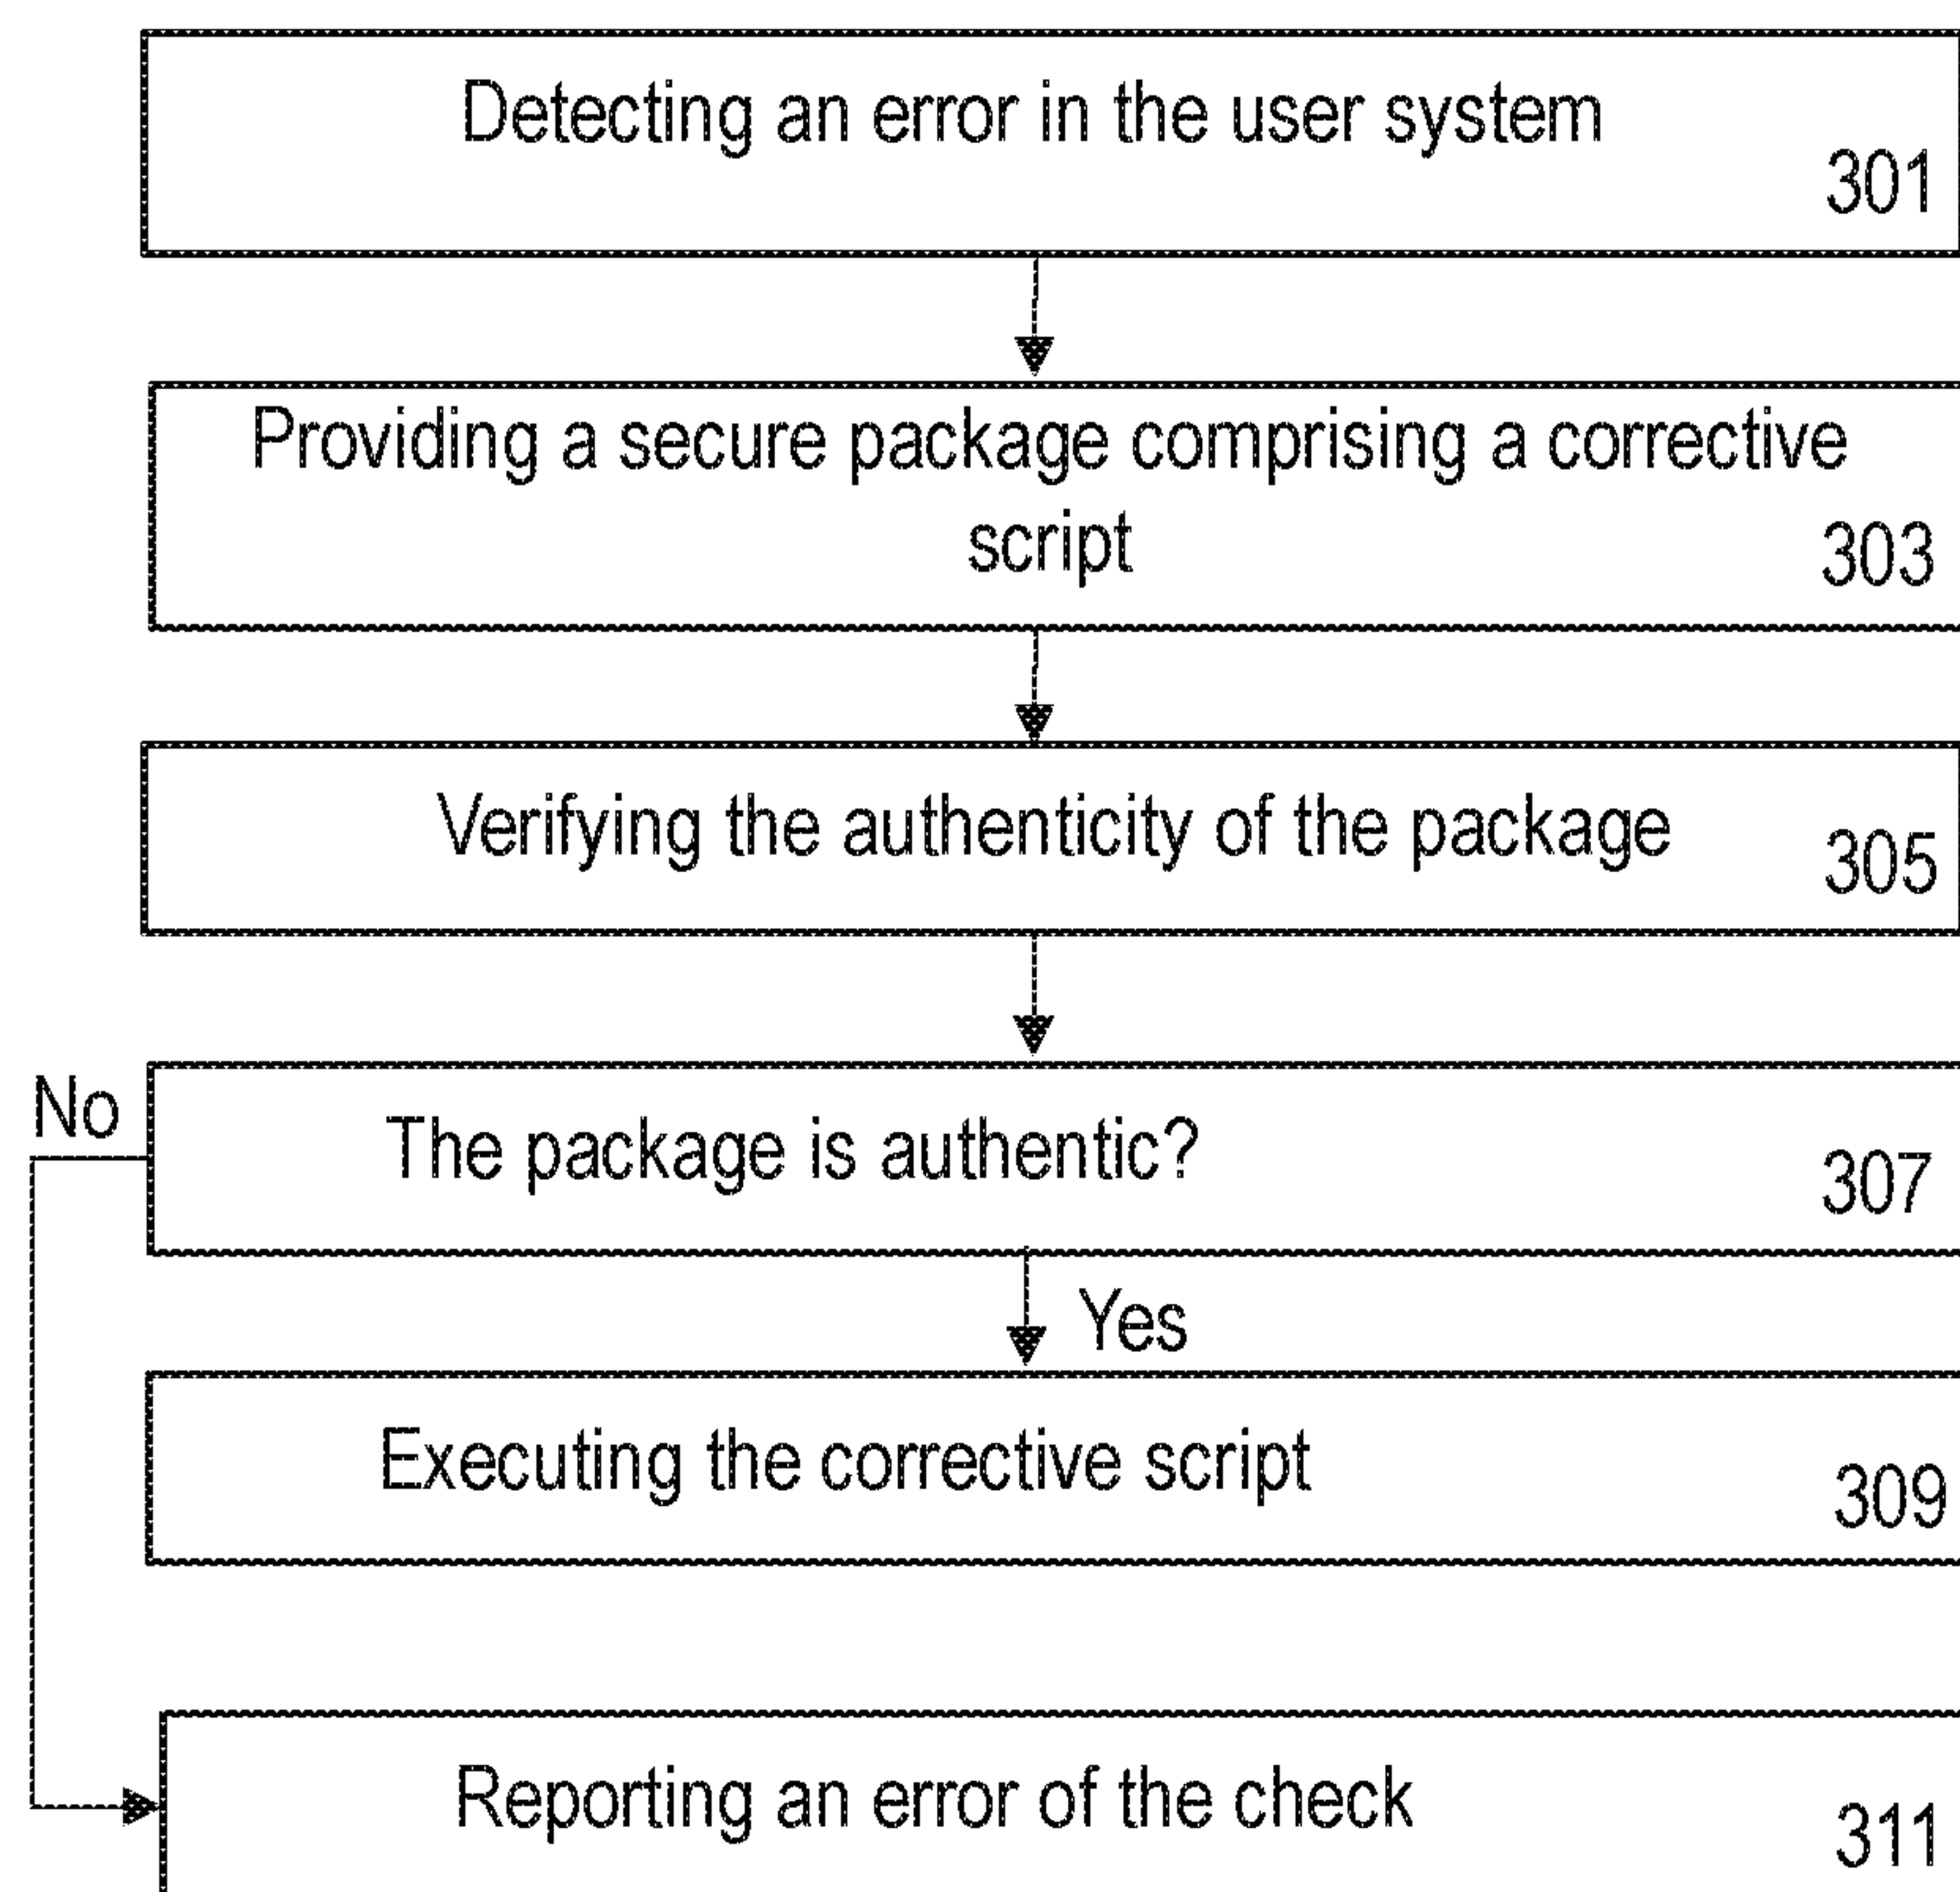 Detecting an error in the user system
301
Providing a secure package comprising a corrective
script
303
Verifying the authenticity of the package
305
No
The package is authentic?
307
Yes
Executing the corrective script
309
Reporting an error of the check
311